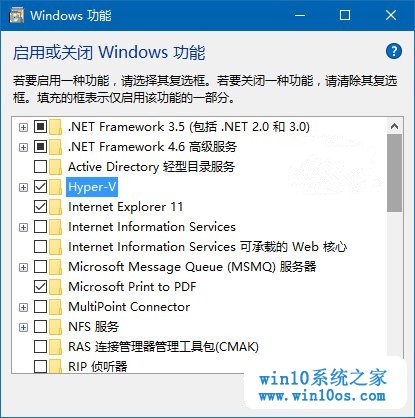 Windows 功能
启用或关闭 Windows 功能
若要启用一种功能，请选择其复选框。若要关闭一种功能，请清除其复选
框。填充的框表示仅启用该功能的一部分。
.NET Framework 3.5 (包括 .NET 2.0 和 3.0)
.NET Framework 4.6 高级服务
Active Directory 轻型目录服务
Hyper-V
Internet Explorer 11
Internet Information Services
Internet Information Services 可承载的 Web 核心
Microsoft Message Queue (MSMQ) 服务器
Microsoft Print to PDF
MultiPoint Connector
NFS 服务
RAS 连接管理器管理工具包(CMAK)
RIP 侦听器
win10系统之家
www.win10os.com